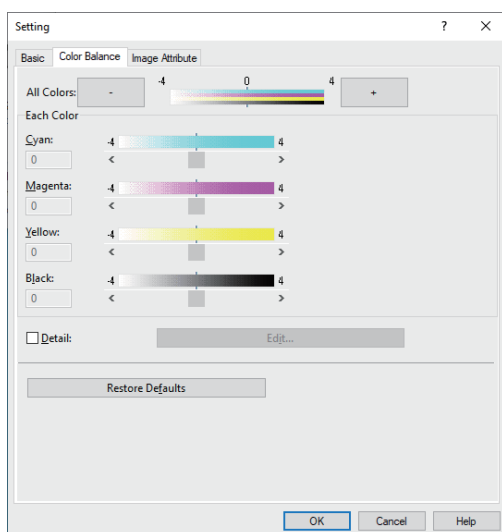 Setting ? ×
Basic Color Balance Image Attribute
-4 0 4
All Colors: - +
Each Color
Cyan: -4 4
0 < >
Magenta: -4 4
0 < >
Yellow: -4 4
0 < >
Black: -4 4
0 < >
Detail: Edit...
Restore Defaults
OK Cancel Help